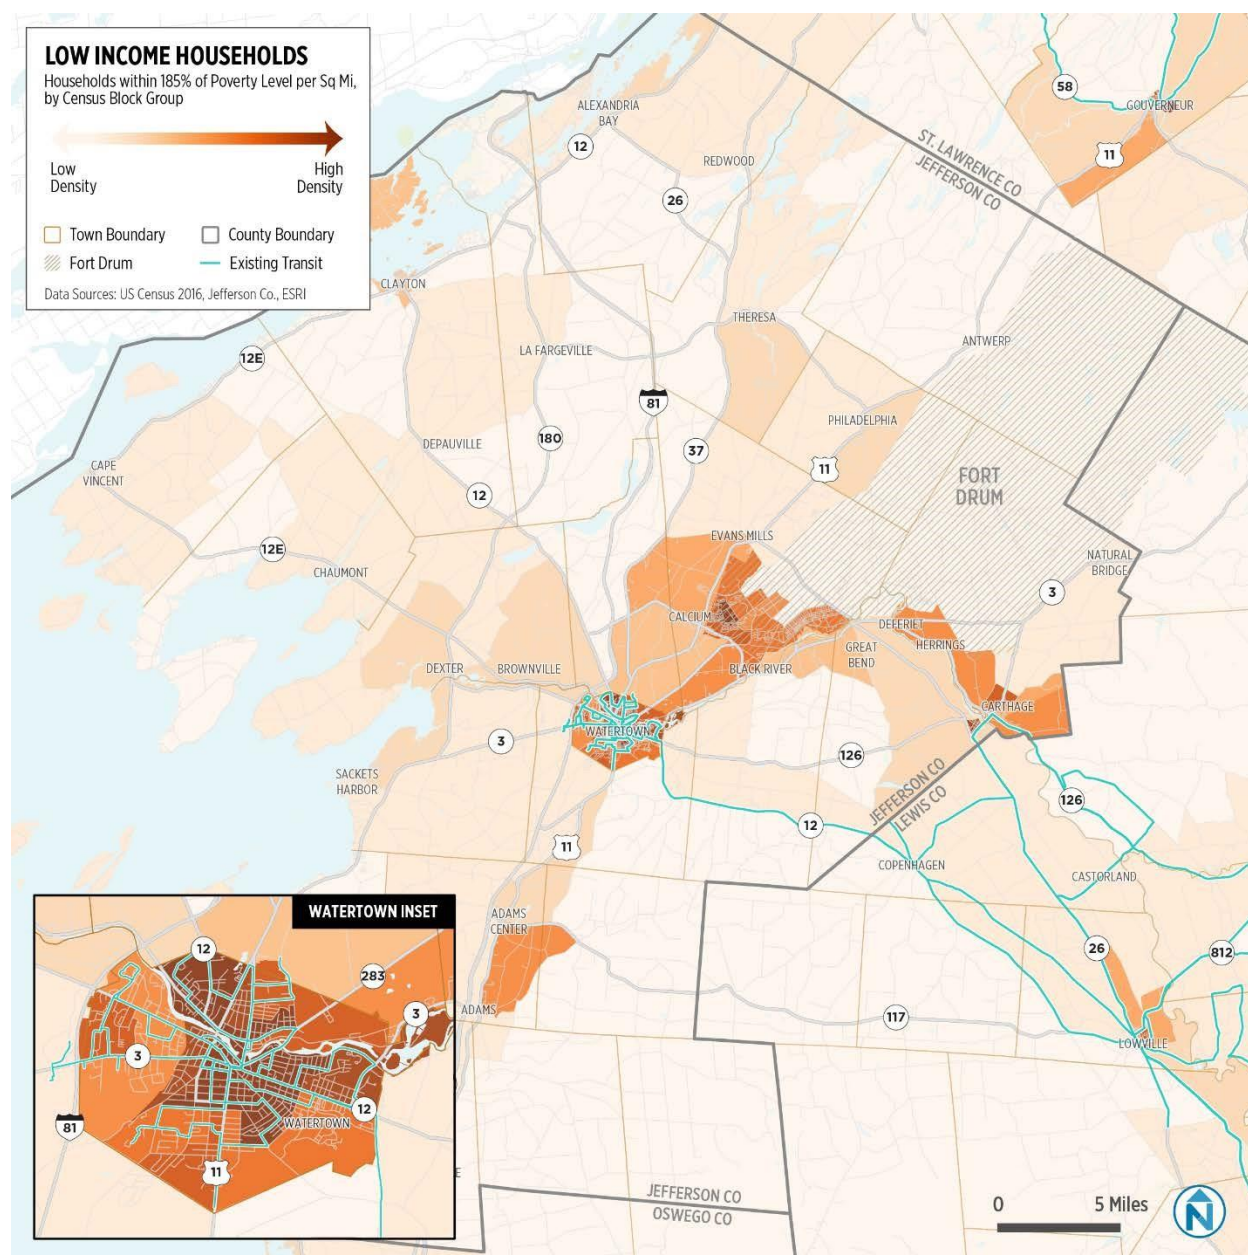 LOW INCOME HOUSEHOLDS
Households within 185% of Poverty Level per Sq Mi,
by Census Block Group
Low
Density
High
Density
Town Boundary
County Boundary
Fort Drum
Existing Transit
Data Sources: US Census 2016, Jefferson Co., ESRI
58
GOUVERNEUR
ALEXANDRIA
BAY
12
11
REDWOOD
ST. LAWRENCE CO
JEFFERSON CO
26
CLAYTON
THERESA
ANTWERP
12E
LA FARGEVILLE
81
PHILADELPHIA
180
DEPAUVILLE
37
11
CAPE
VINCENT
FORT
DRUM
12
EVANS MILLS
12E
NATURAL
BRIDGE
CHAUMONT
3
CALCIUM
DEFERIET
HERRINGS
GREAT
BEND
DEXTER
BROWNVILLE
BLACK RIVER
CARTHAGE
WATERTOWN
3
126
SACKETS
HARBOR
JEFFERSON CO
LEWIS CO
126
12
11
COPENHAGEN
CASTORLAND
ADAMS
CENTER
26
812
ADAMS
117
LOWVILLE
WATERTOWN INSET
12
283
3
3
12
WATERTOWN
81
11
E
JEFFERSON CO
OSWEGO CO
0
5 Miles
N